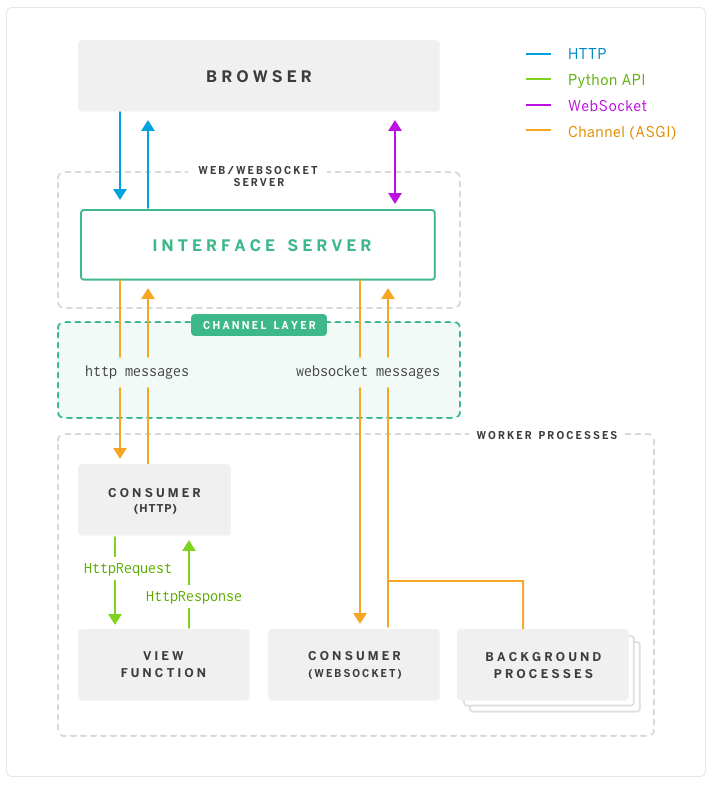 BROWSER
HTTP
Python API
WebSocket
Channel (ASGI)
WEB/WEBSOCKET
SERVER
INTERFACE SERVER
CHANNEL LAYER
http messages
websocket messages
WORKER PROCESSES
CONSUMER
(HTTP)
HttpRequest
HttpResponse
VIEW
FUNCTION
CONSUMER
(WEBSOCKET)
BACKGROUND
PROCESSES